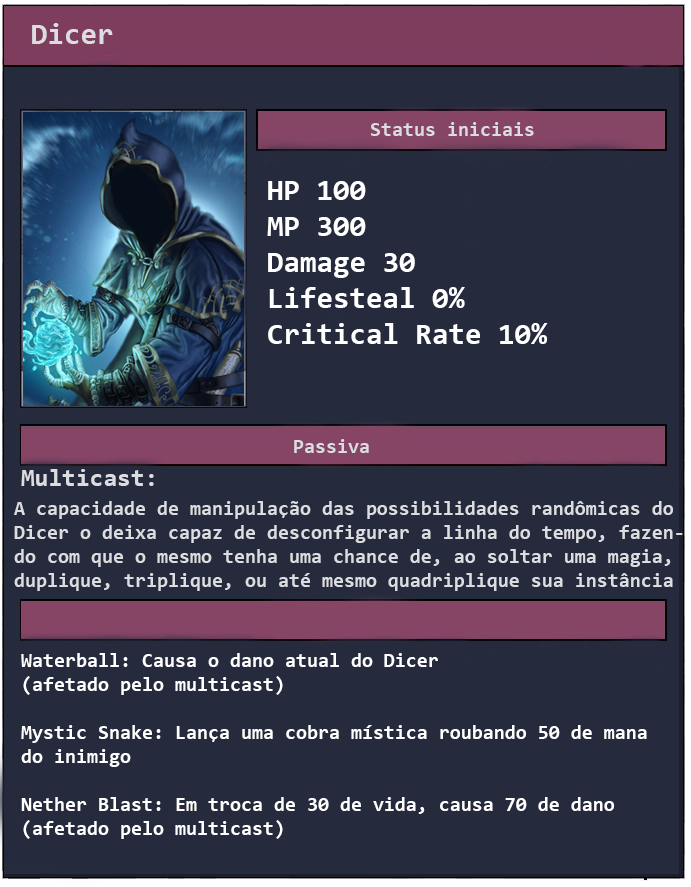 Dicer
Status iniciais
HP 100
MP 300
Damage 30
Lifesteal 0%
Critical Rate 10%
Passiva
Multicast:
A capacidade de manipulação das possibilidades randômicas do
Dicer o deixa capaz de desconfigurar a linha do tempo, fazen-
do com que o mesmo tenha uma chance de, ao soltar uma magia,
duplique, triplique, ou até mesmo quadriplique sua instância
Waterball: Causa o dano atual do Dicer
(afetado pelo multicast)
Mystic Snake: Lança uma cobra mística roubando 50 de mana
do inimigo
Nether Blast: Em troca de 30 de vida, causa 70 de dano
(afetado pelo multicast)